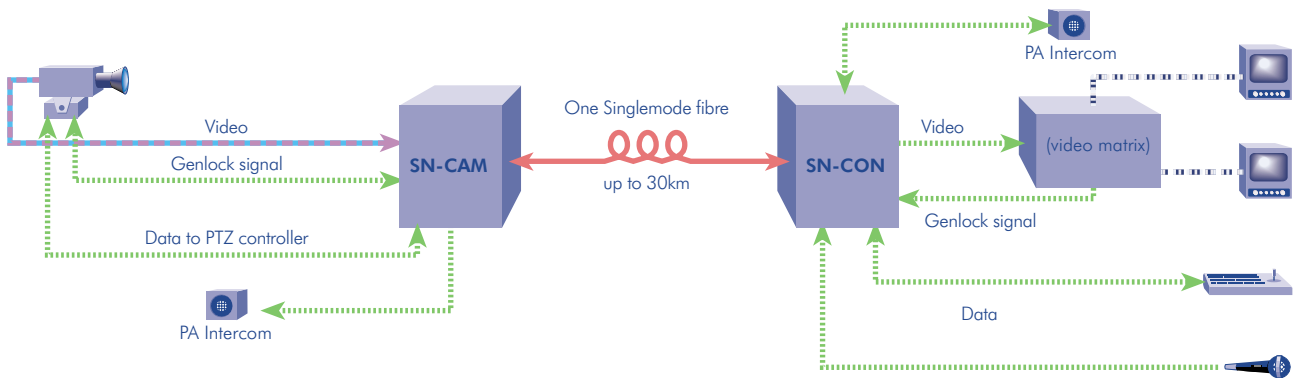 PA Intercom
Video
One Singlemode fibre
Video
(video matrix)
Genlock signal
SN-CAM
SN-CON
up to 30km
Genlock signal
Data to PTZ controller
Data
PA Intercom